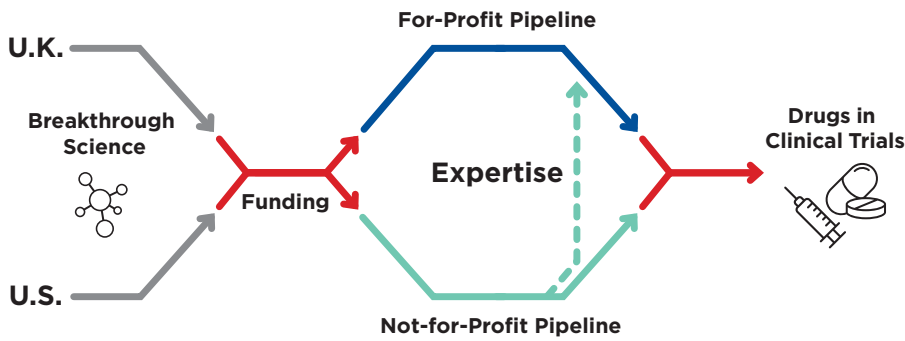 For-Profit Pipeline
U.K.
Breakthrough
Science
Drugs in
Clinical Trials
Expertise
Funding
U.S.
Not-for-Profit Pipeline